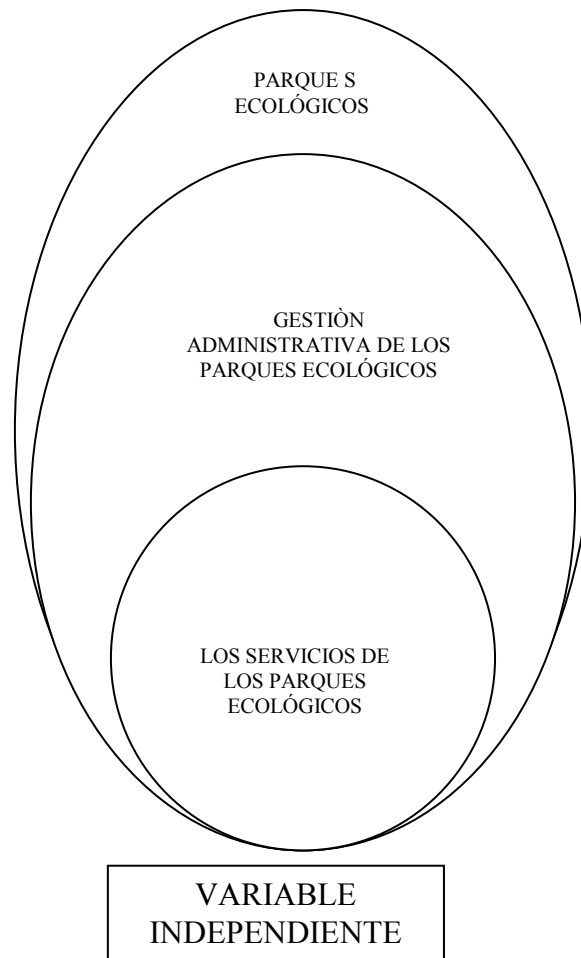 PARQUE S
ECOLÓGICOS
GESTIÒN
ADMINISTRATIVA DE LOS
PARQUES ECOLÓGICOS
LOS SERVICIOS DE
LOS PARQUES
ECOLÓGICOS
VARIABLE
INDEPENDIENTE